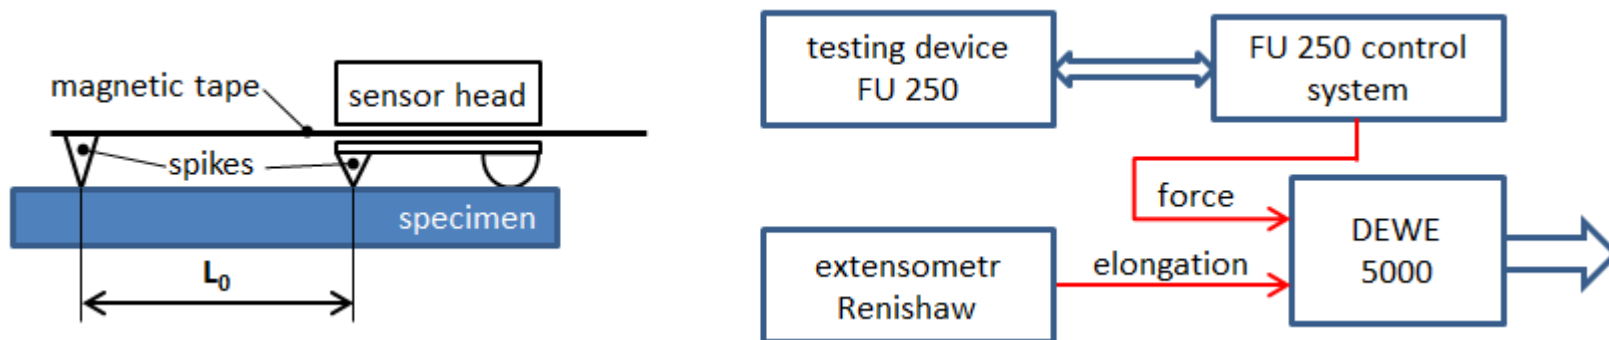 magnetic tape
sensor head
spikes
specimen
L0
testing device
FU 250
FU 250 control
system
force
elongation
extensometr
Renishaw
DEWE
5000